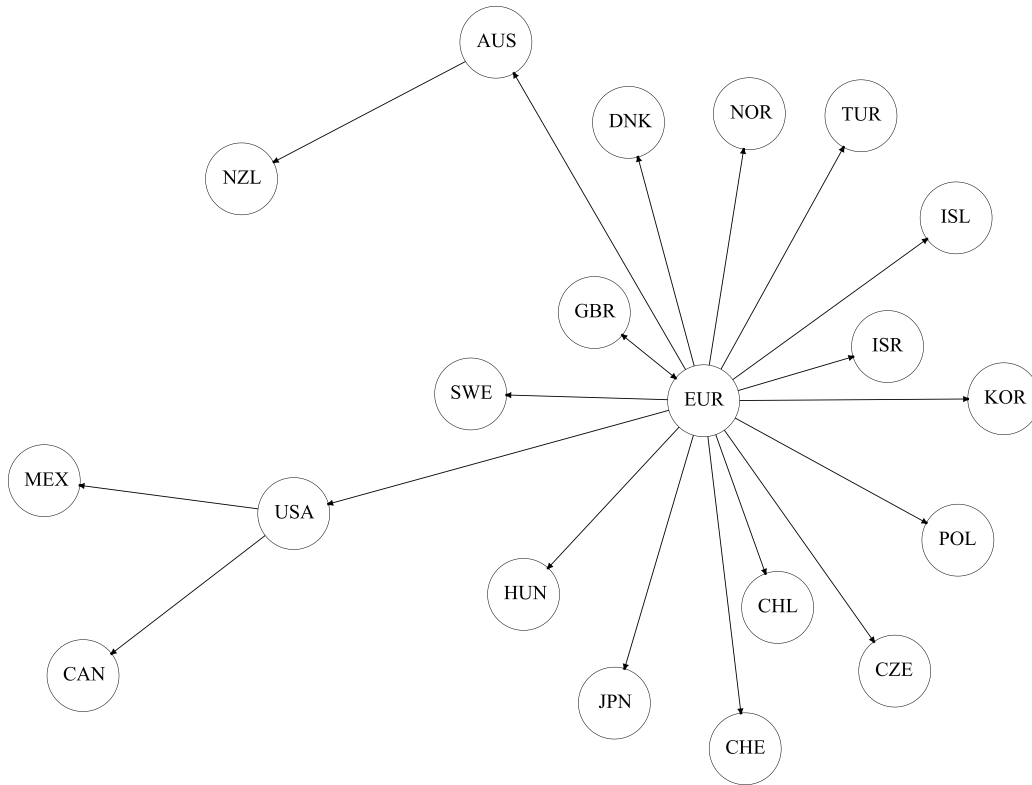 AUS
DNK
NOR
TUR
NZL
ISL
GBR
ISR
SWE
EUR
KOR
MEX
USA
POL
HUN
CHL
CAN
CZE
JPN
CHE